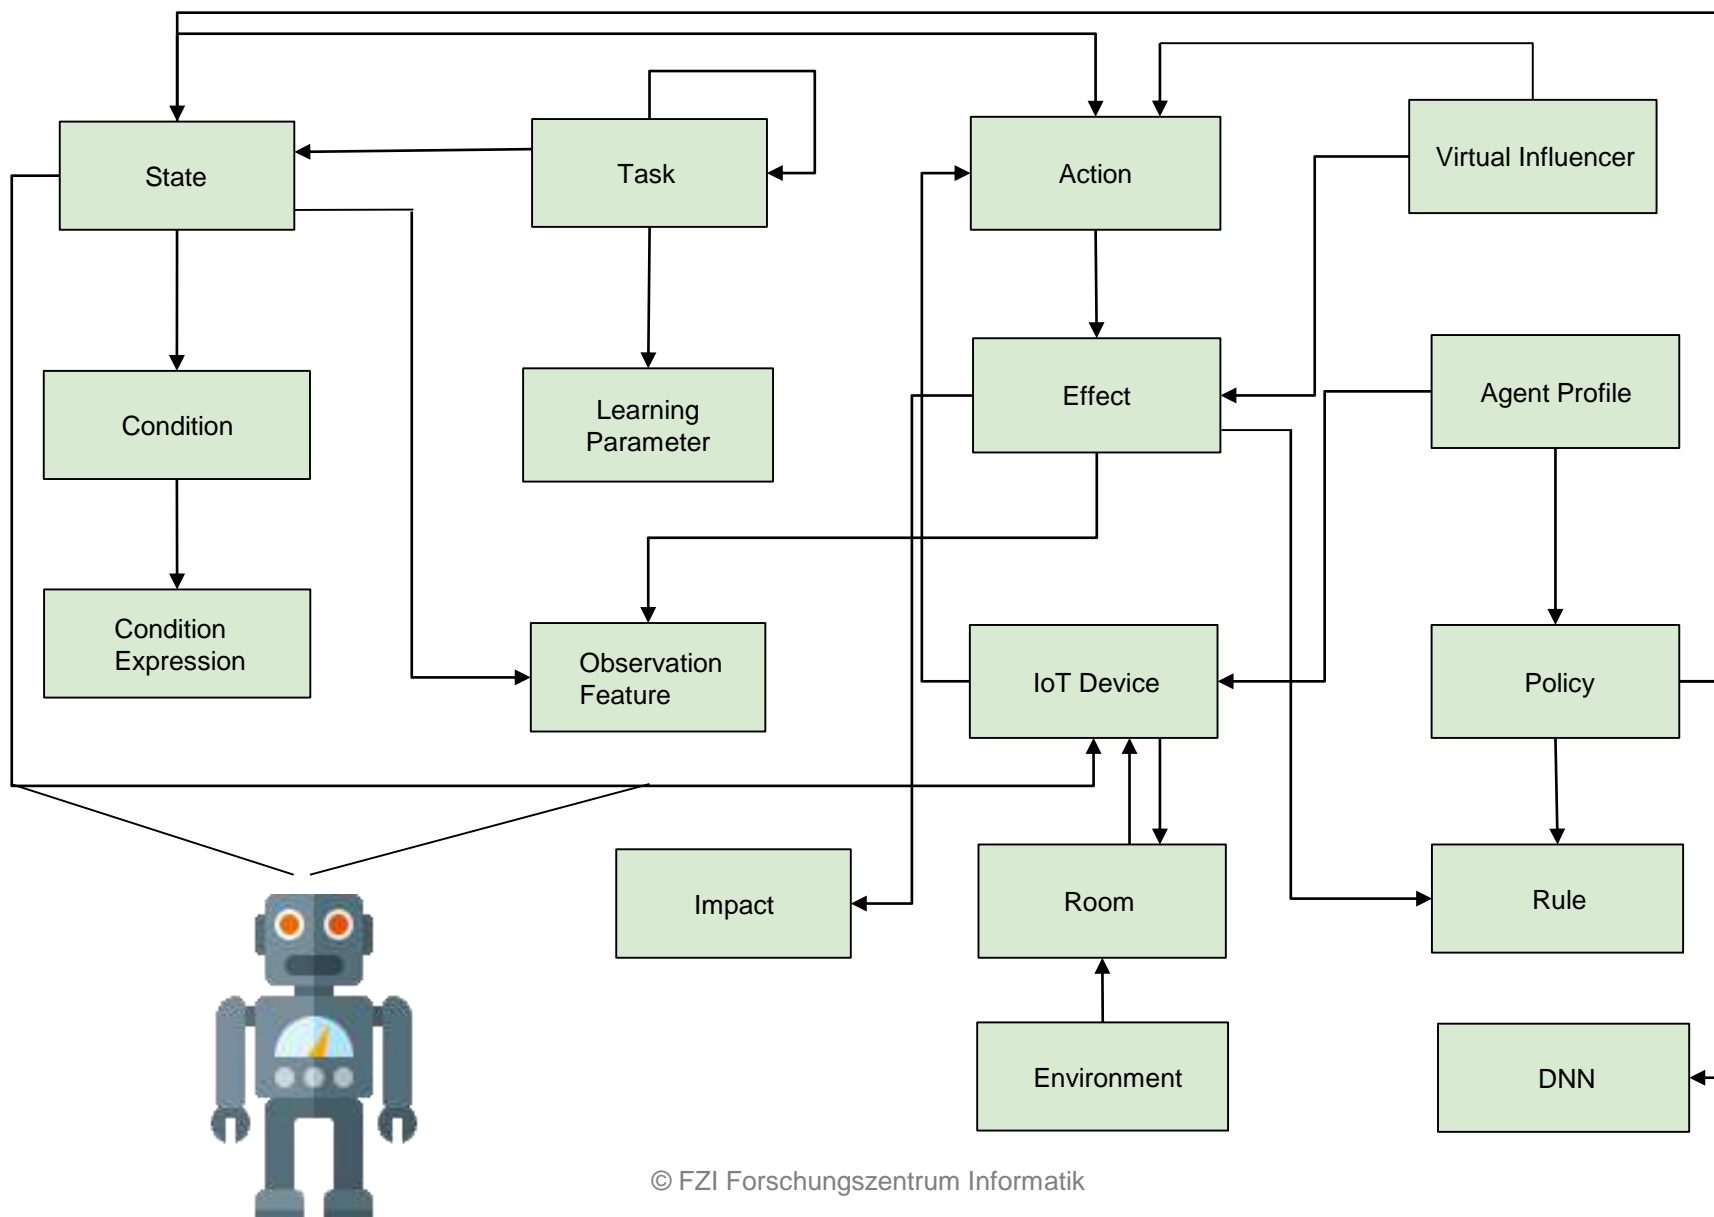 State
Task
Action
Virtual Influencer
Condition
Learning
Parameter
Effect
Agent Profile
Condition
Expression
Observation
Feature
IoT Device
Policy
Impact
Room
Rule
Environment
DNN
© FZI Forschungszentrum Informatik